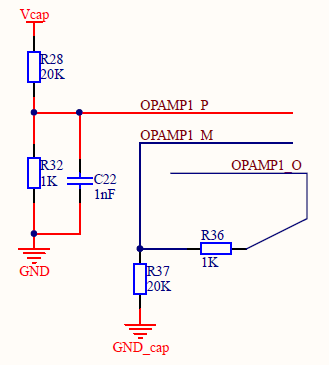 Vcap
R28
20K
OPAMP1_P
OPAMP1_M
OPAMP1_O
R32
1K
C22
1nF
R36
1K
GND
R37
20K
GND_cap